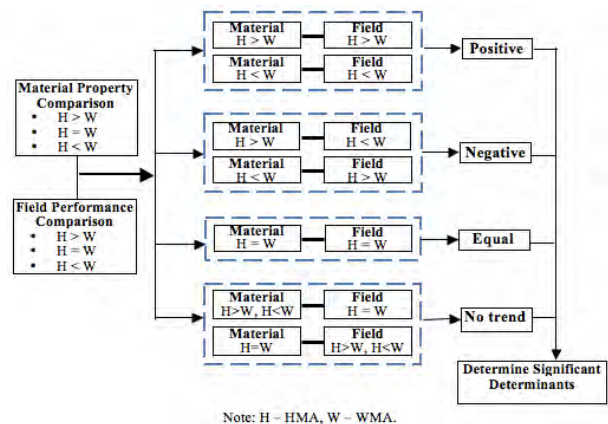 Material Property
Comparison
• H > W
• H = W
• H < W
Field Performance
Comparison
• H > W
• H = W
• H < W
Material
H > W
Field
H > W
Material
H < W
Field
H < W
Positive
Material
H > W
Field
H < W
Material
H < W
Field
H > W
Negative
Material
H = W
Field
H = W
Equal
Material
H>W, H<W
Field
H = W
Material
H=W
Field
H>W, H<W
No trend
Determine Significant
Determinants
Note: H – HMA, W – WMA.